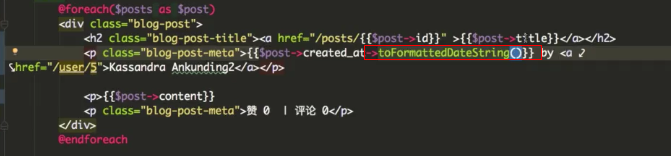 @foreach($posts as $post)
<div class="blog-post">
<h2 class="blog-post-title"><a href="/posts/{{$post->id}}" >{{$post->title}}</a></h2>
<p class="blog-post-meta">{{$post->created_at->toFormattedDateString()}} by <a
href="/user/5">Kassandra Ankunding2</a></p>
<p>{{$post->content}}
<p class="blog-post-meta">赞 0 | 评论 0</p>
</div>
@endforeach